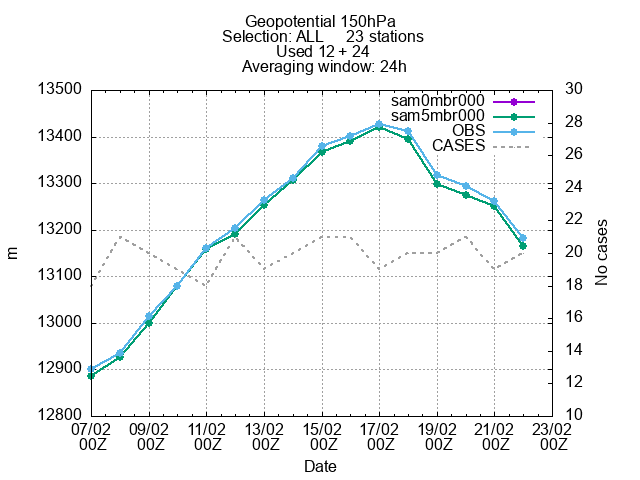 Geopotential 150hPa
Selection: ALL     23 stations
Used 12 + 24
Averaging window: 24h
13500
13400
13300
13200
13100
13000
12900
12800
m
sam0mbr000
sam5mbr000
OBS
CASES
30
28
26
24
22
20
18
16
14
12
10
No cases
07/02 09/02 11/02 13/02 15/02 17/02 19/02 21/02 23/02
00Z 00Z 00Z 00Z 00Z 00Z 00Z 00Z 00Z
Date